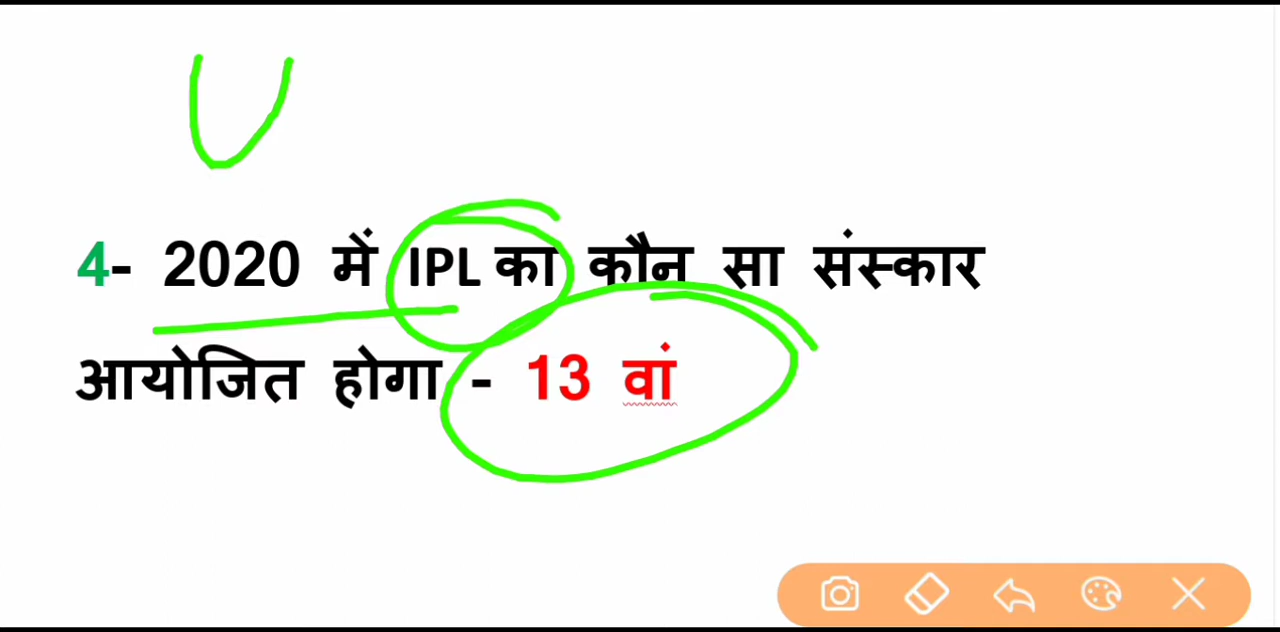 4- 2020 में IPL का कौन सा संस्कार
आयोजित होगा - 13 वां